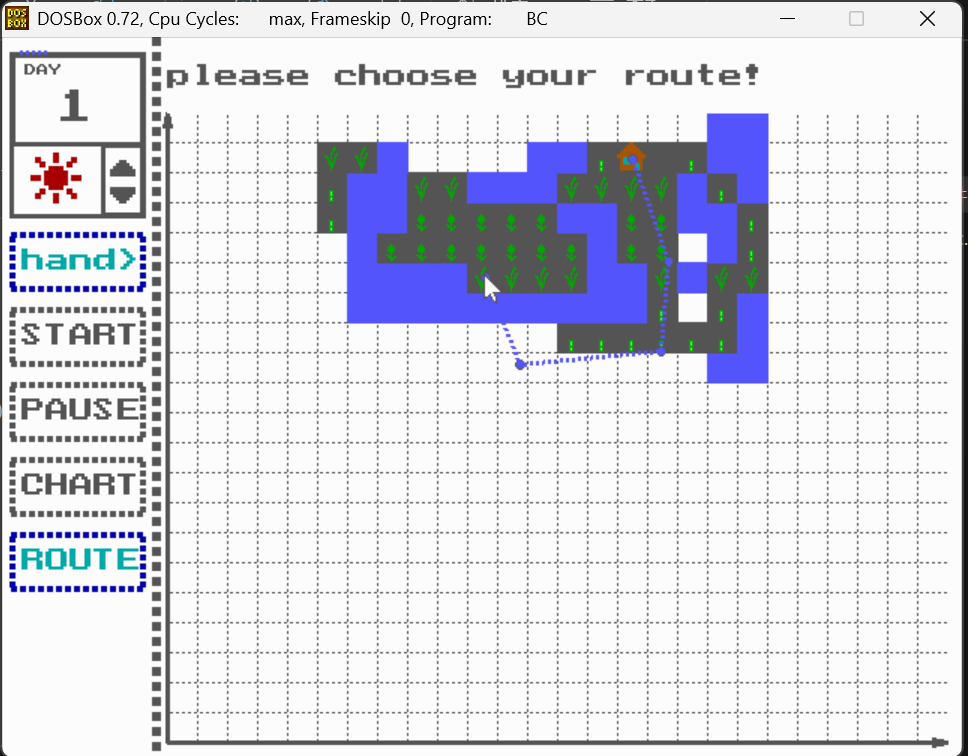 DOSBox 0.72, Cpu Cycles: max, Frameskip 0, Program: BC
DAY
1
please choose your route!
hand>
START
PAUSE
CHART
ROUTE